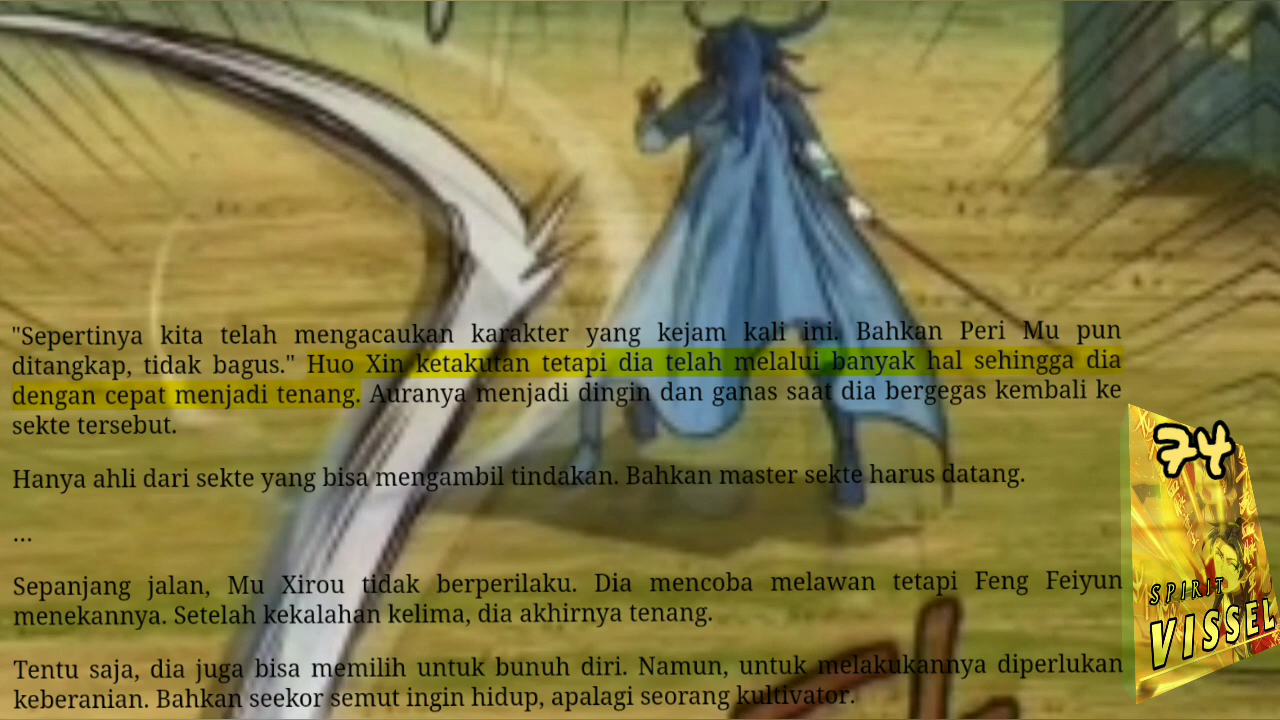 "Sepertinya kita telah mengacaukan karakter yang kejam kali ini. Bahkan Peri Mu pun
ditangkap, tidak bagus." Huo Xin ketakutan tetapi dia telah melalui banyak hal sehingga dia
dengan cepat menjadi tenang. Auranya menjadi dingin dan ganas saat dia bergegas kembali ke
sekte tersebut.
Hanya ahli dari sekte yang bisa mengambil tindakan. Bahkan master sekte harus datang.
...
Sepanjang jalan, Mu Xirou tidak berperilaku. Dia mencoba melawan tetapi Feng Feiyun
menekannya. Setelah kekalahan kelima, dia akhirnya tenang.
Tentu saja, dia juga bisa memilih untuk bunuh diri. Namun, untuk melakukannya diperlukan
keberanian. Bahkan seekor semut ingin hidup, apalagi seorang kultivator.
74
SPIRIT
VISSEL